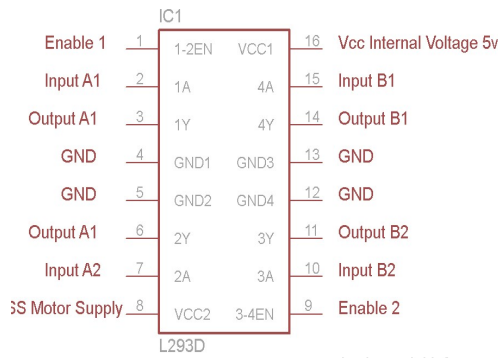 IC1
Enable 1 1 1-2EN VCC1 16 Vcc Internal Voltage 5v
Input A1 2 1A 4A 15 Input B1
Output A1 3 1Y 4Y 14 Output B1
GND 4 GND1 GND3 13 GND
GND 5 GND2 GND4 12 GND
Output A1 6 2Y 3Y 11 Output B2
Input A2 7 2A 3A 10 Input B2
SS Motor Supply 8 VCC2 3-4EN 9 Enable 2
L293D